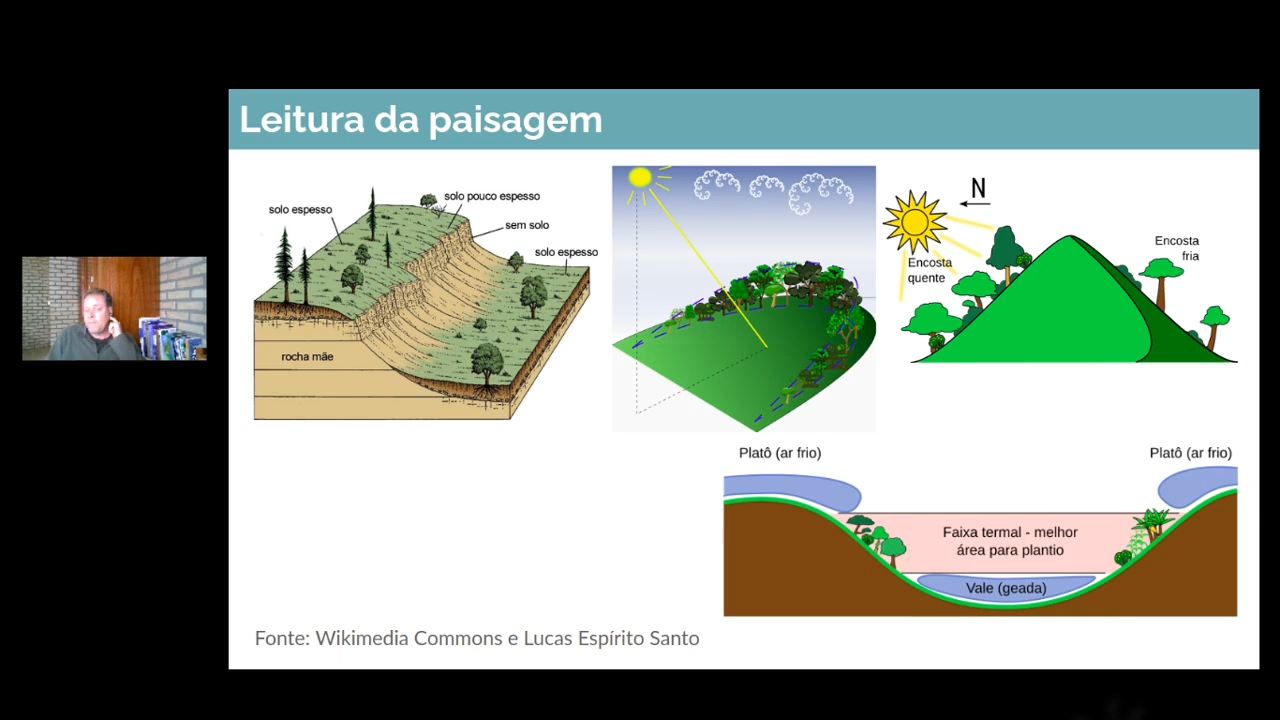 Leitura da paisagem
solo espesso
solo pouco espesso
sem solo
solo espesso
rocha mãe
N
Encosta
quente
Encosta
fria
Platô (ar frio)
Platô (ar frio)
Faixa termal - melhor
área para plantio
Vale (geada)
Fonte: Wikimedia Commons e Lucas Espírito Santo